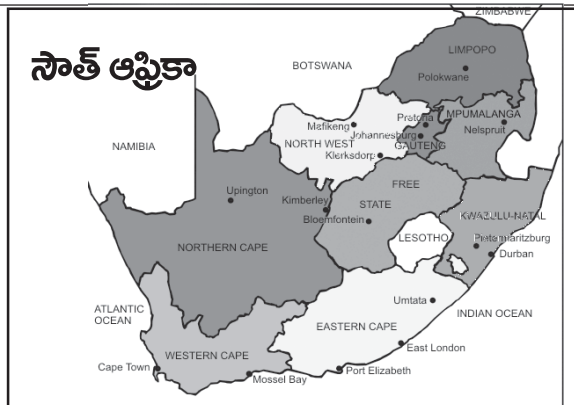 ZIMBABWE
సౌత్ ఆఫ్రికా
LIMPOPO
BOTSWANA
Polokwane
MPUMALANGA
Pratoria
Mafikeng
Nelspruit
Johannesburg
NAMIBIA
NORTH WEST
GAUTENG
Klerksdorp
FREE
STATE
Upington
Kimberley
KWAZULU-NATAL
Bloemfontein
LESOTHO
Pietermaritzburg
NORTHERN CAPE
Durban
Umtata
ATLANTIC
OCEAN
INDIAN OCEAN
EASTERN CAPE
East London
WESTERN CAPE
Cape Town
Port Elizabeth
Mossel Bay